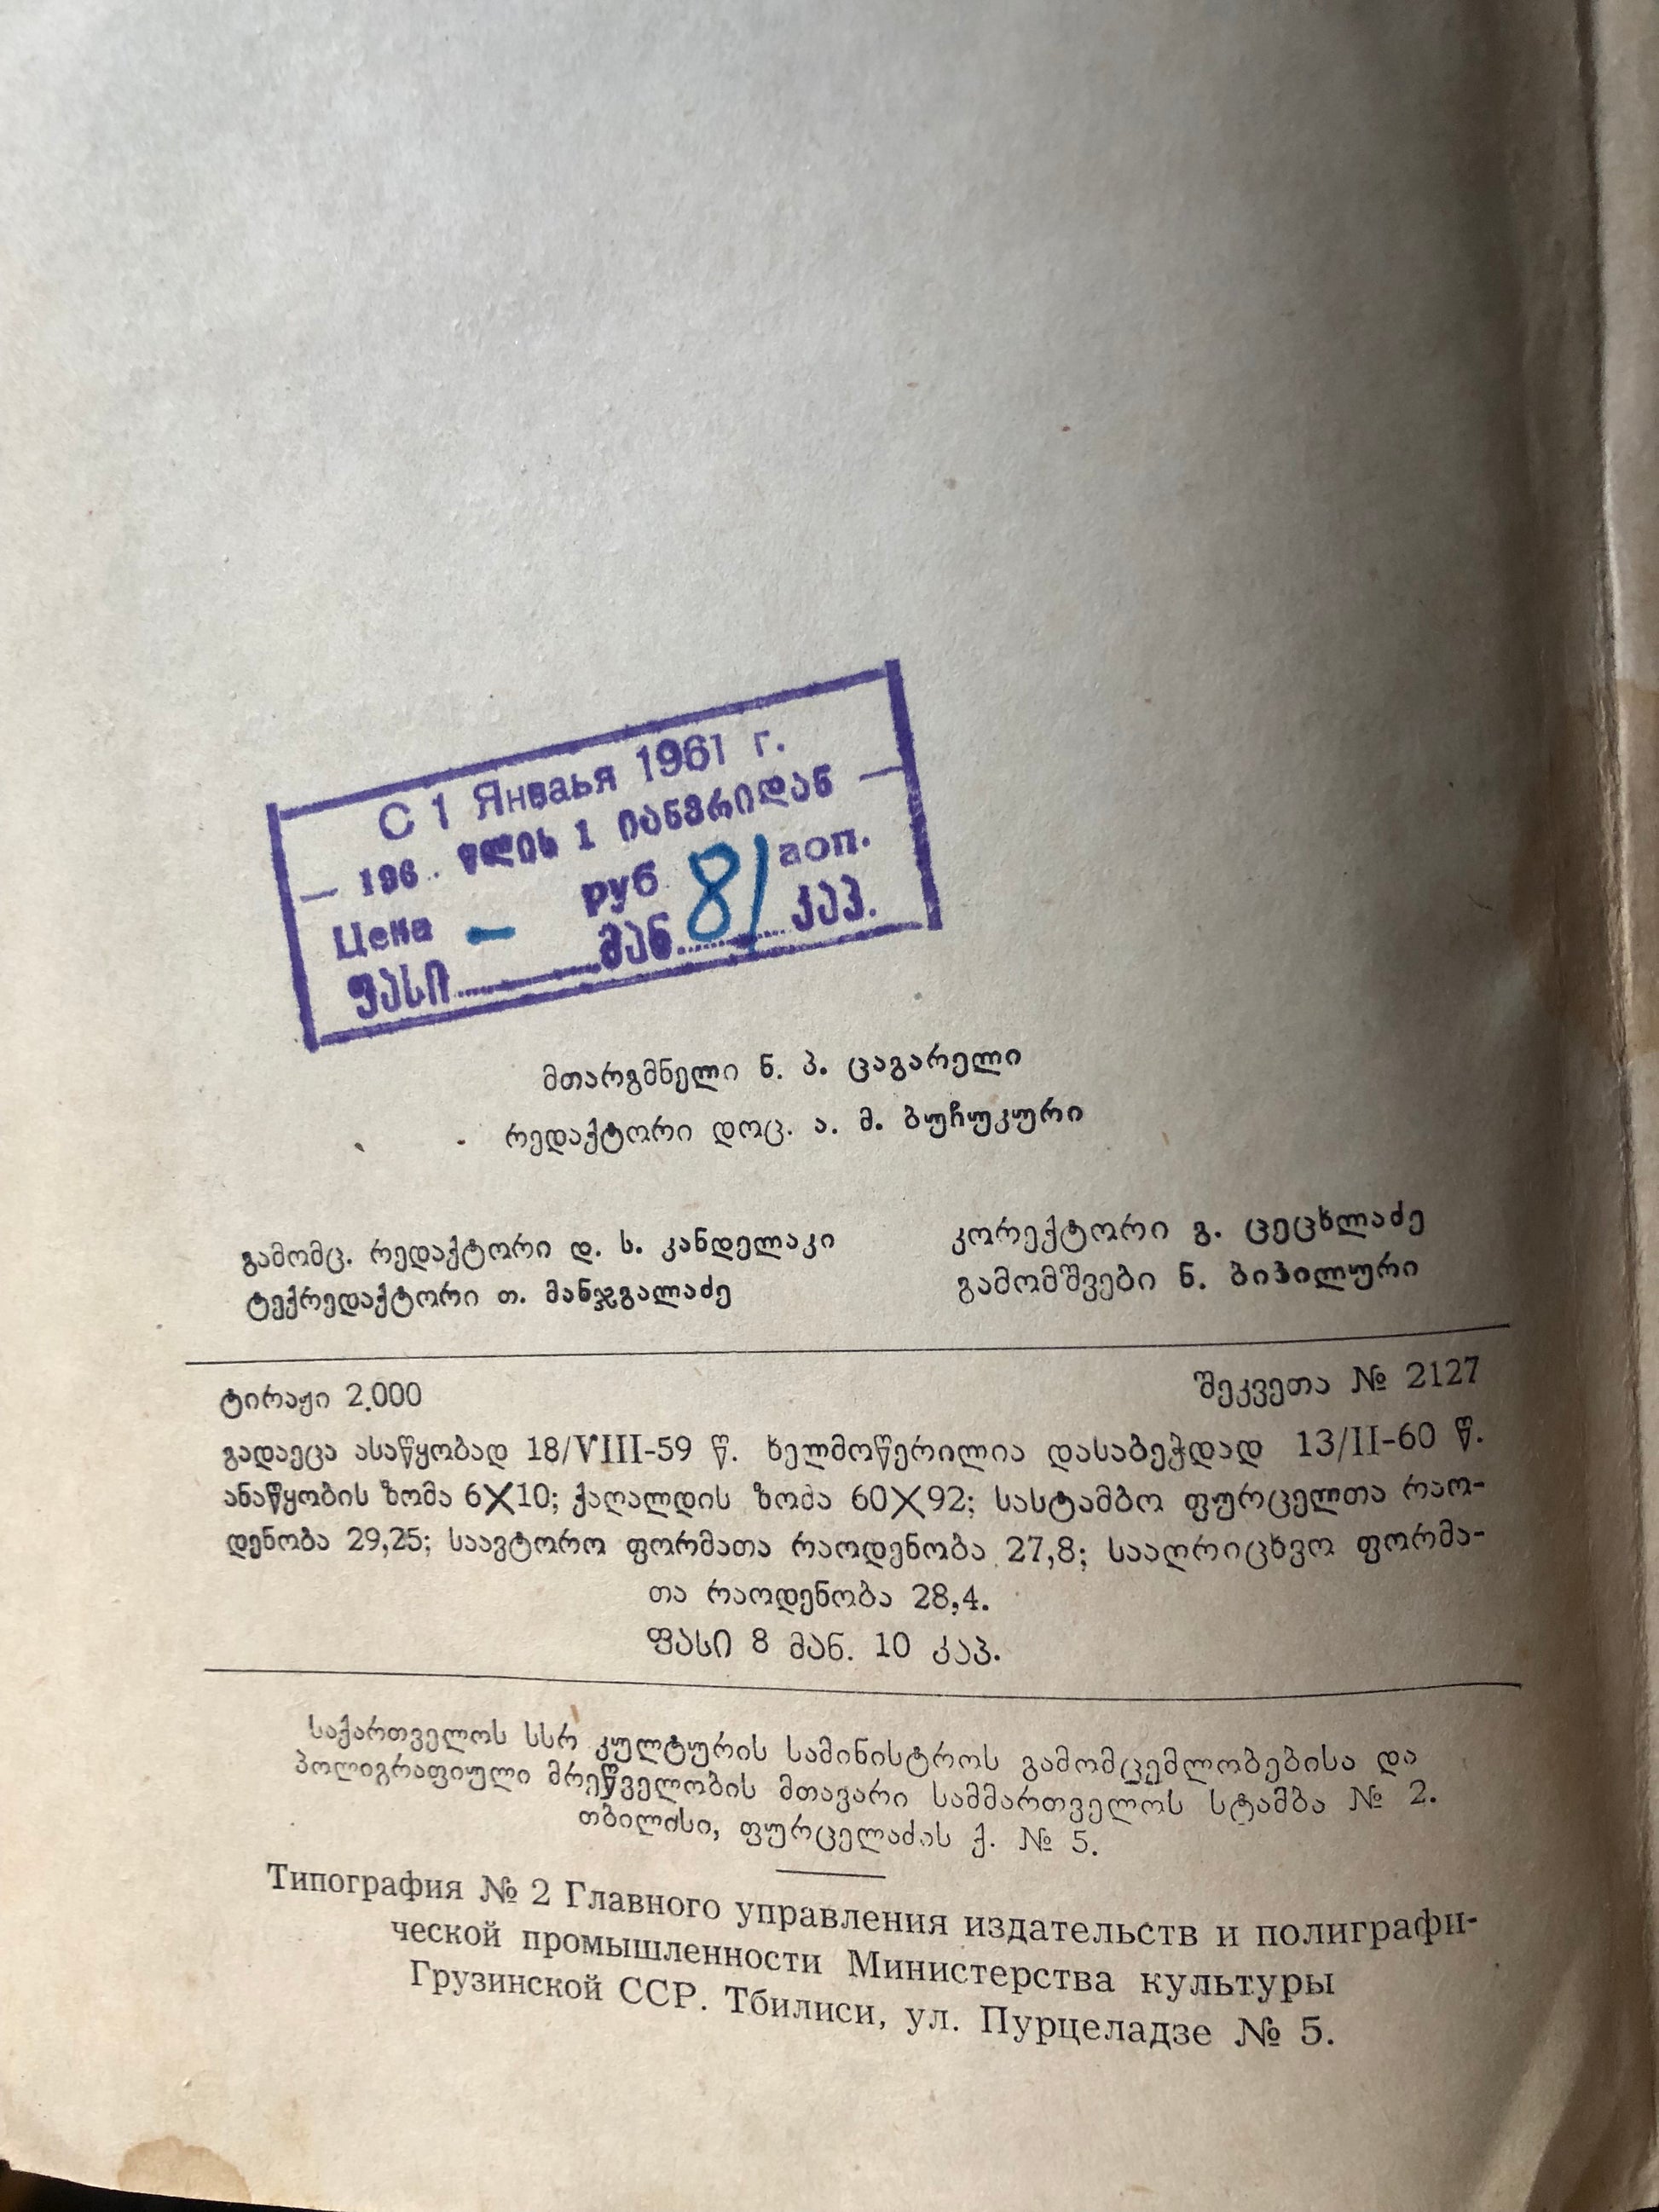 С 1 Января 1961 г.
196 . წლის 1 იანვრიდან
Цена - руб 81 коп.
ფასი........მან........კაპ.
მთარგმნელი ნ. პ. ცაგარელი
რედაქტორი დოც. ა. მ. ბუჩუკური
გამომც. რედაქტორი დ. ს. კანდელაკი
ტექრედაქტორი თ. მანჯგალაძე
კორექტორი გ. ცეცხლაძე
გამომშვები ნ. ბიბილური
ტირაჟი 2.000 შეკვეთა № 2127
გადაეცა ასაწყობად 18/VIII-59 წ. ხელმოწერილია დასაბეჭდად 13/II-60 წ.
ანაწყობის ზომა 6X10; ქაღალდის ზომა 60X92; სასტამბო ფურცელთა რაო-
დენობა 29,25; საავტორო ფორმათა რაოდენობა 27,8; სააღრიცხვო ფორმა-
თა რაოდენობა 28,4.
ფასი 8 მან. 10 კაპ.
საქართველოს სსრ კულტურის სამინისტროს გამომცემლობებისა და
პოლიგრაფიული მრეწველობის მთავარი სამმართველოს სტამბა № 2.
თბილისი, ფურცელაძის ქ. № 5.
Типография № 2 Главного управления издательств и полиграфи-
ческой промышленности Министерства культуры
Грузинской ССР. Тбилиси, ул. Пурцеладзе № 5.